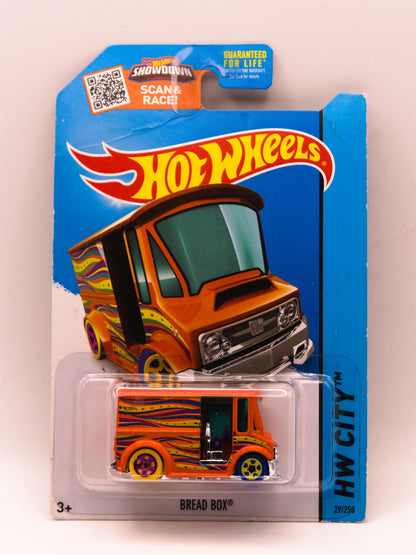 SHOWDOWN
SCAN &
RACE!
GUARANTEED
FOR LIFE*
Hot Wheels
BREAD BOX®
3+
HW CITY™
29/250